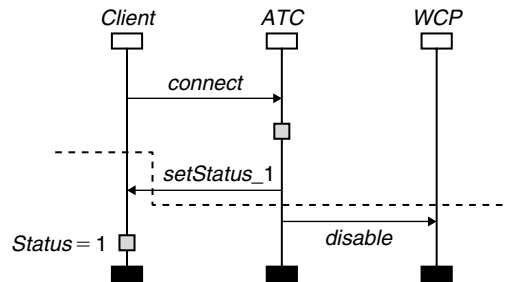 Client ATC WCP
connect
setStatus_1
disable
Status = 1